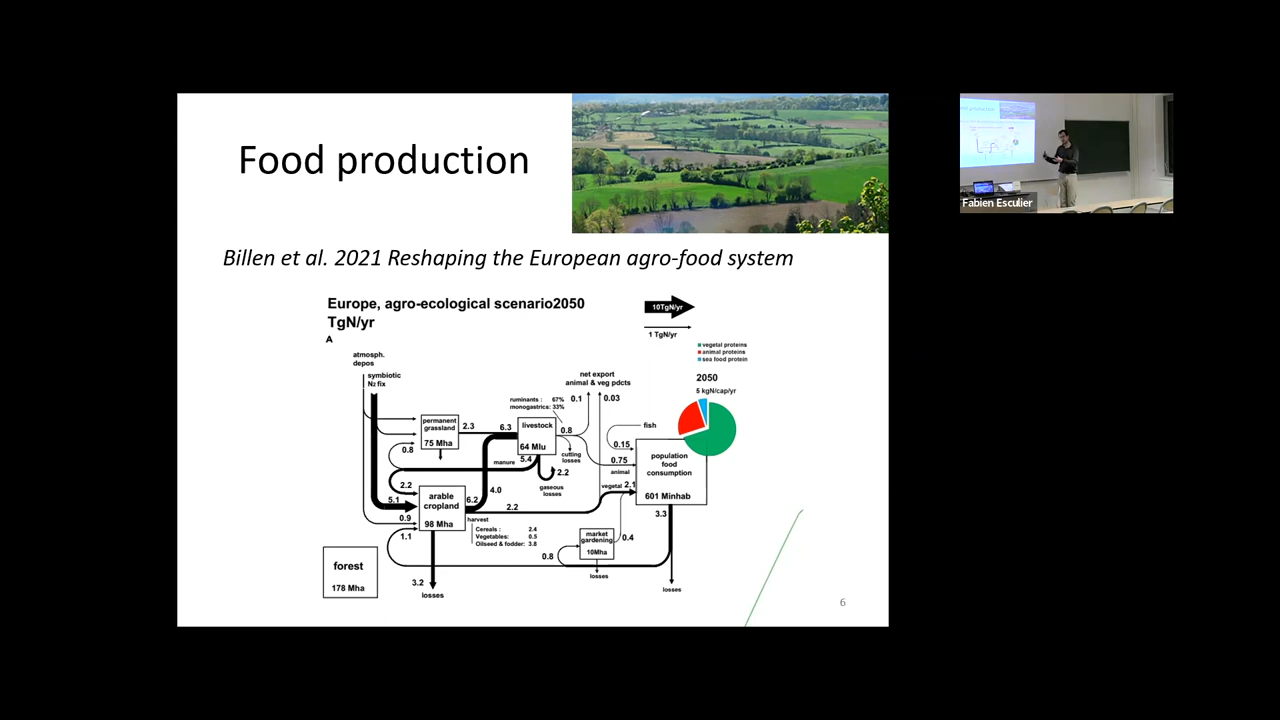 Food production
Billen et al. 2021 Reshaping the European agro-food system
Europe, agro-ecological scenario2050
TgN/yr
A
10TgN/yr
1 TgN/yr
vegetal proteins
animal proteins
sea food protein
2050
5 kgN/cap/yr
atmosph.
depos
symbiotic
N2 fix
net export
animal & veg pdcts
ruminants : 67%
monogastrics: 33%
0.1
0.03
permanent
grassland
75 Mha
2.3
6.3
livestock
64 Mlu
0.8
fish
0.15
cutting
losses
0.8
manure
5.4
2.2
gaseous
losses
0.75
animal
population
food
consumption
601 Minhab
vegetal 2.1
2.2
5.1
arable
cropland
98 Mha
6.2
4.0
2.2
0.9
1.1
harvest
Cereals : 2.4
Vegetables: 0.5
Oilseed & fodder: 3.8
3.3
market
gardening
10Mha
0.4
0.8
losses
3.2
losses
losses
forest
178 Mha
6
Fabien Esculier